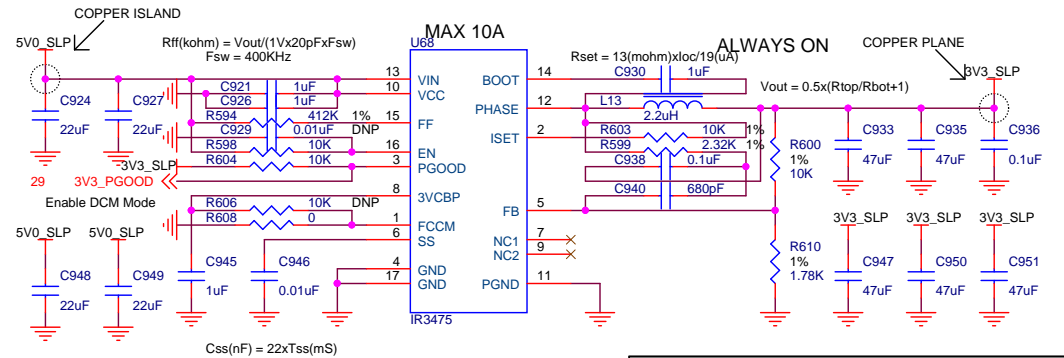 COPPER ISLAND
5V0_SLP
Rff(kohm) = Vout/(1Vx20pFxFsw)
Fsw = 400KHz
MAX 10A
U68
Rset = 13(mohm)xIoc/19(uA)
ALWAYS ON
COPPER PLANE
3V3_SLP
Vout = 0.5x(Rtop/Rbot+1)
C924
22uF
C927
22uF
C921
1uF
C926
1uF
R594
412K
1%
C929
0.01uF
DNP
R598
10K
R604
10K
3V3_SLP
29
3V3_PGOOD
Enable DCM Mode
R606
10K
DNP
R608
0
13
VIN
10
VCC
15
FF
16
EN
3
PGOOD
8
3VCBP
1
FCCM
6
SS
4
GND
17
GND
BOOT
14
PHASE
12
ISET
2
FB
5
NC1
7
NC2
9
PGND
11
IR3475
C930
1uF
L13
2.2uH
R603
10K
1%
R599
2.32K
1%
C938
0.1uF
C940
680pF
R600
1%
10K
R610
1%
1.78K
C933
47uF
C935
47uF
C936
0.1uF
5V0_SLP
5V0_SLP
C948
22uF
C949
22uF
C945
1uF
C946
0.01uF
3V3_SLP
3V3_SLP
3V3_SLP
C947
47uF
C950
47uF
C951
47uF
Css(nF) = 22xTss(mS)